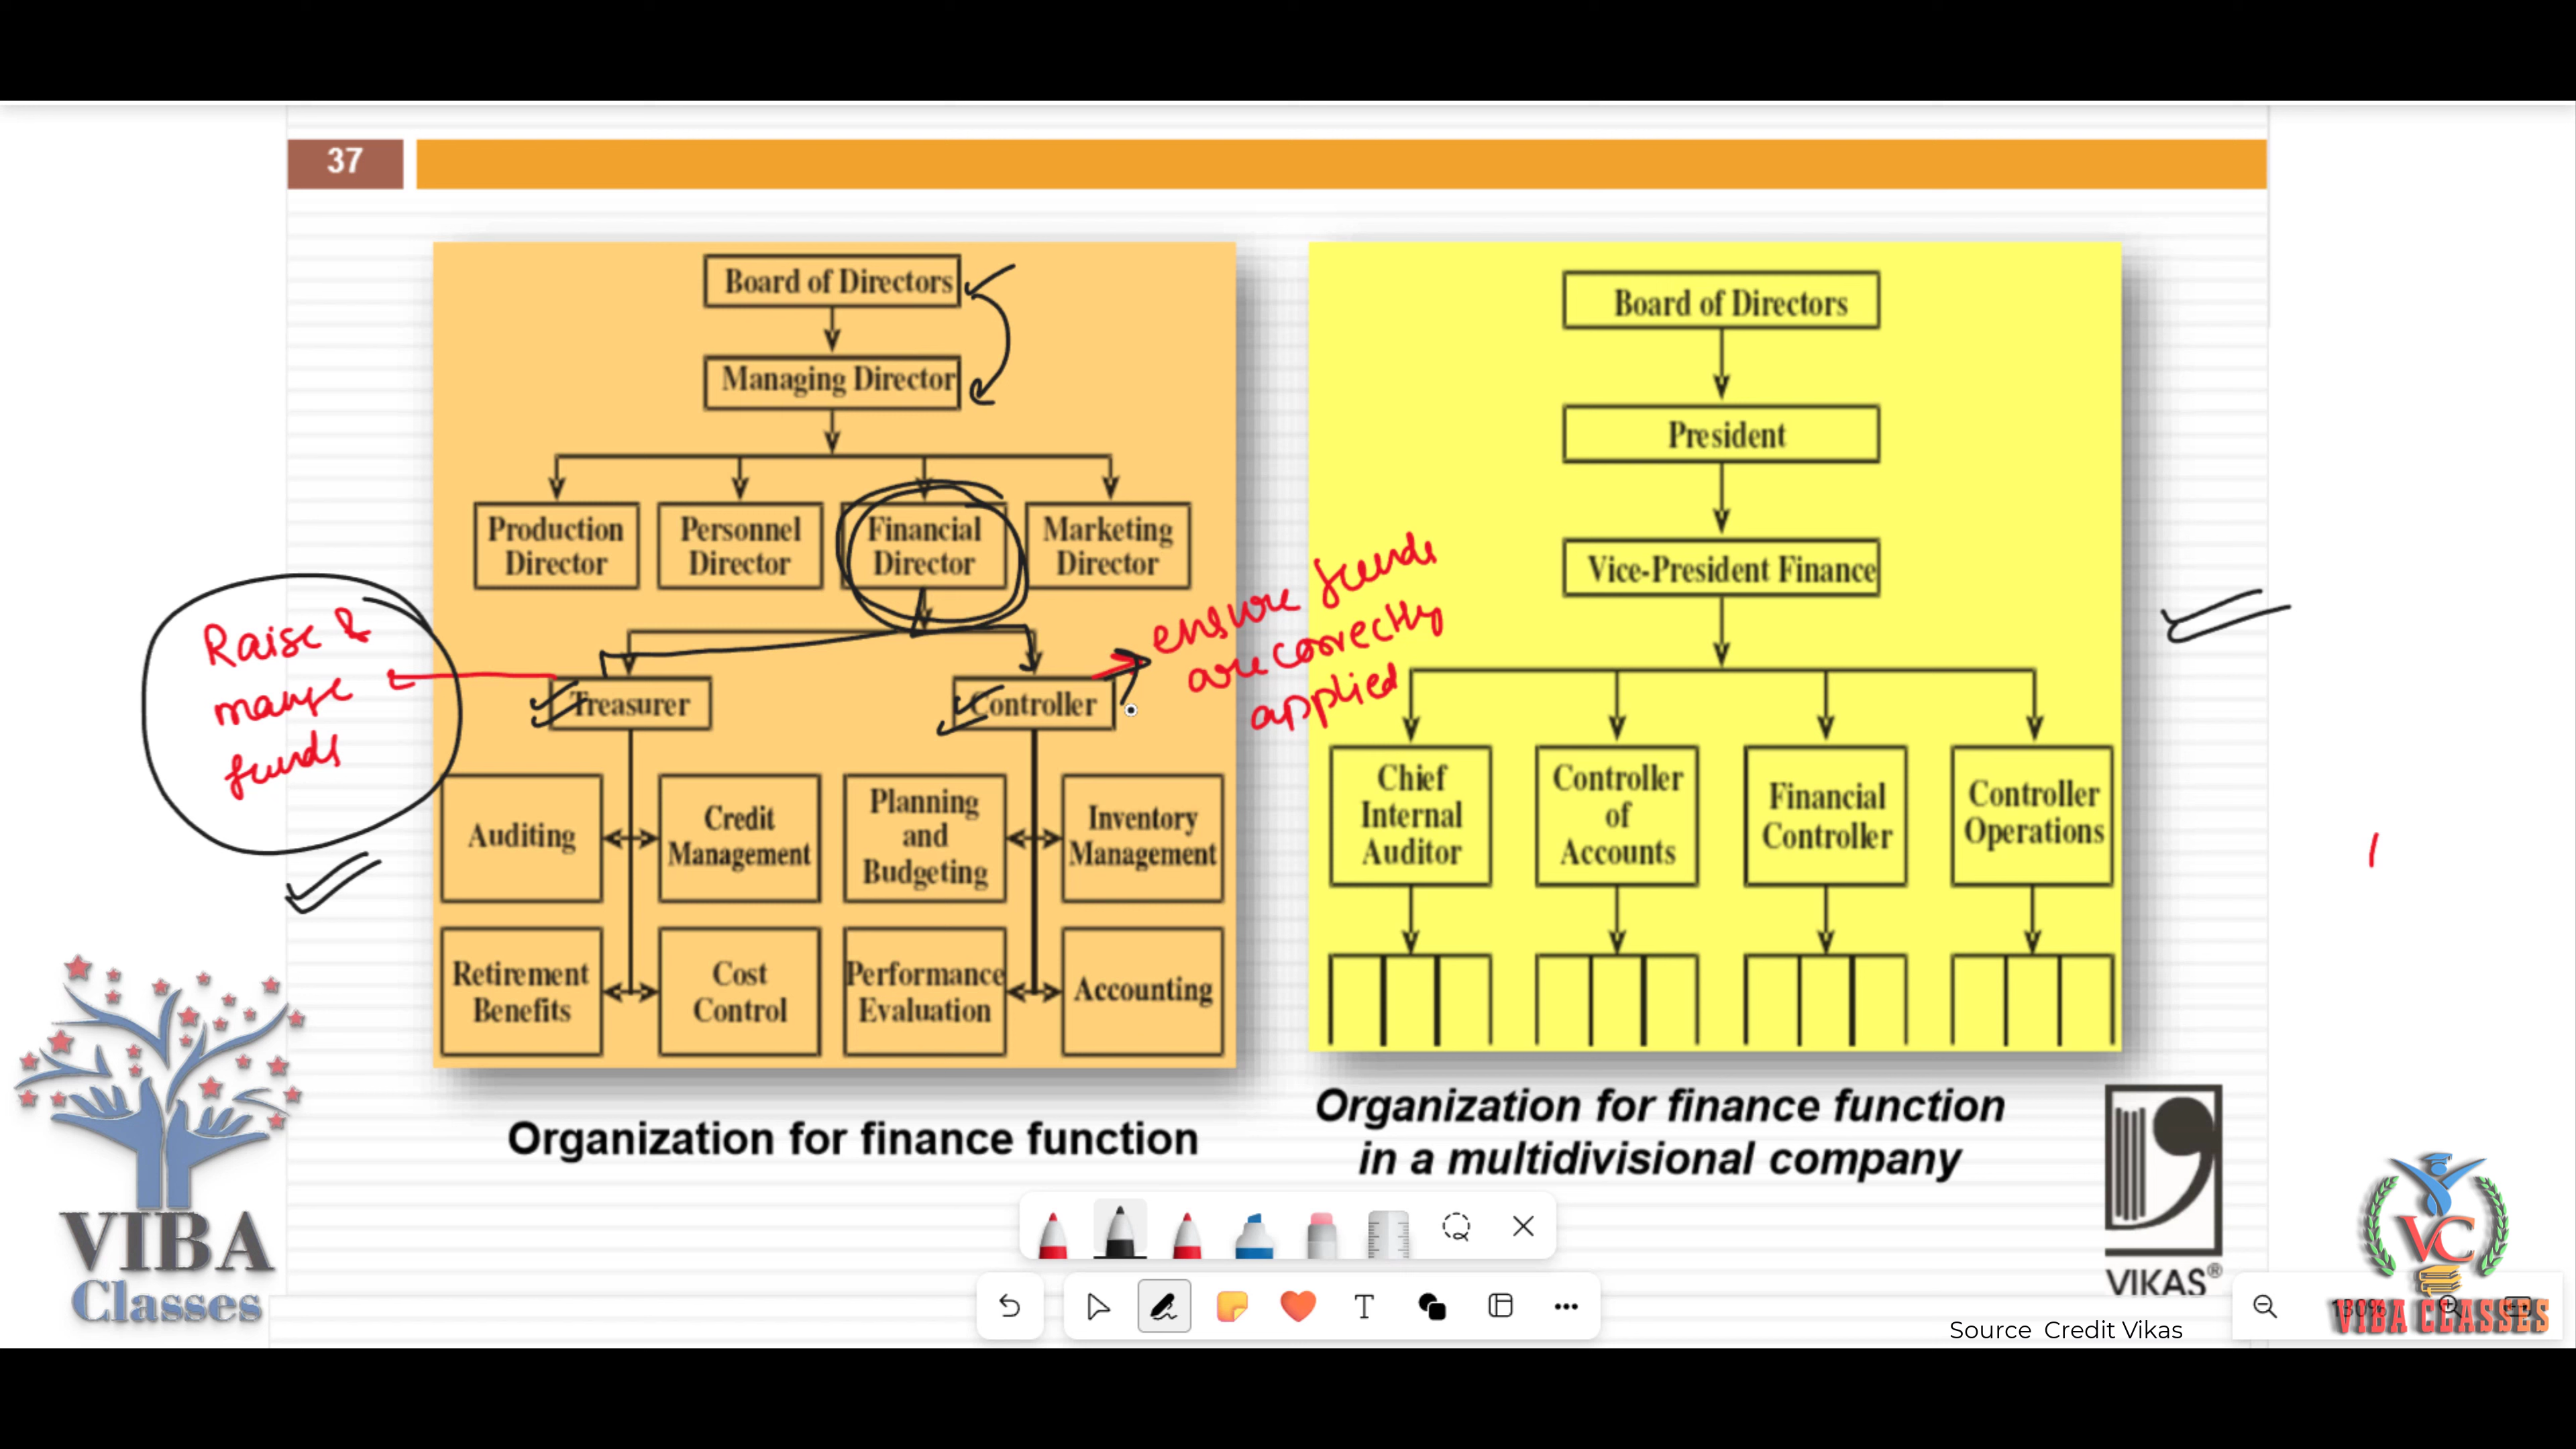 37
Board of Directors
Managing Director
Production
Director
Personnel
Director
Financial
Director
Marketing
Director
Raise &
manage
funds
Treasurer
Controller
ensure funds
are correctly
applied
Auditing
Credit
Management
Planning
and
Budgeting
Inventory
Management
Retirement
Benefits
Cost
Control
Performance
Evaluation
Accounting
Organization for finance function
Board of Directors
President
Vice-President Finance
Chief
Internal
Auditor
Controller
of
Accounts
Financial
Controller
Controller
Operations
Organization for finance function
in a multidivisional company
VIBA
Classes
VIKAS®
T
VC
130%
VIBA CLASSES
Source Credit Vikas